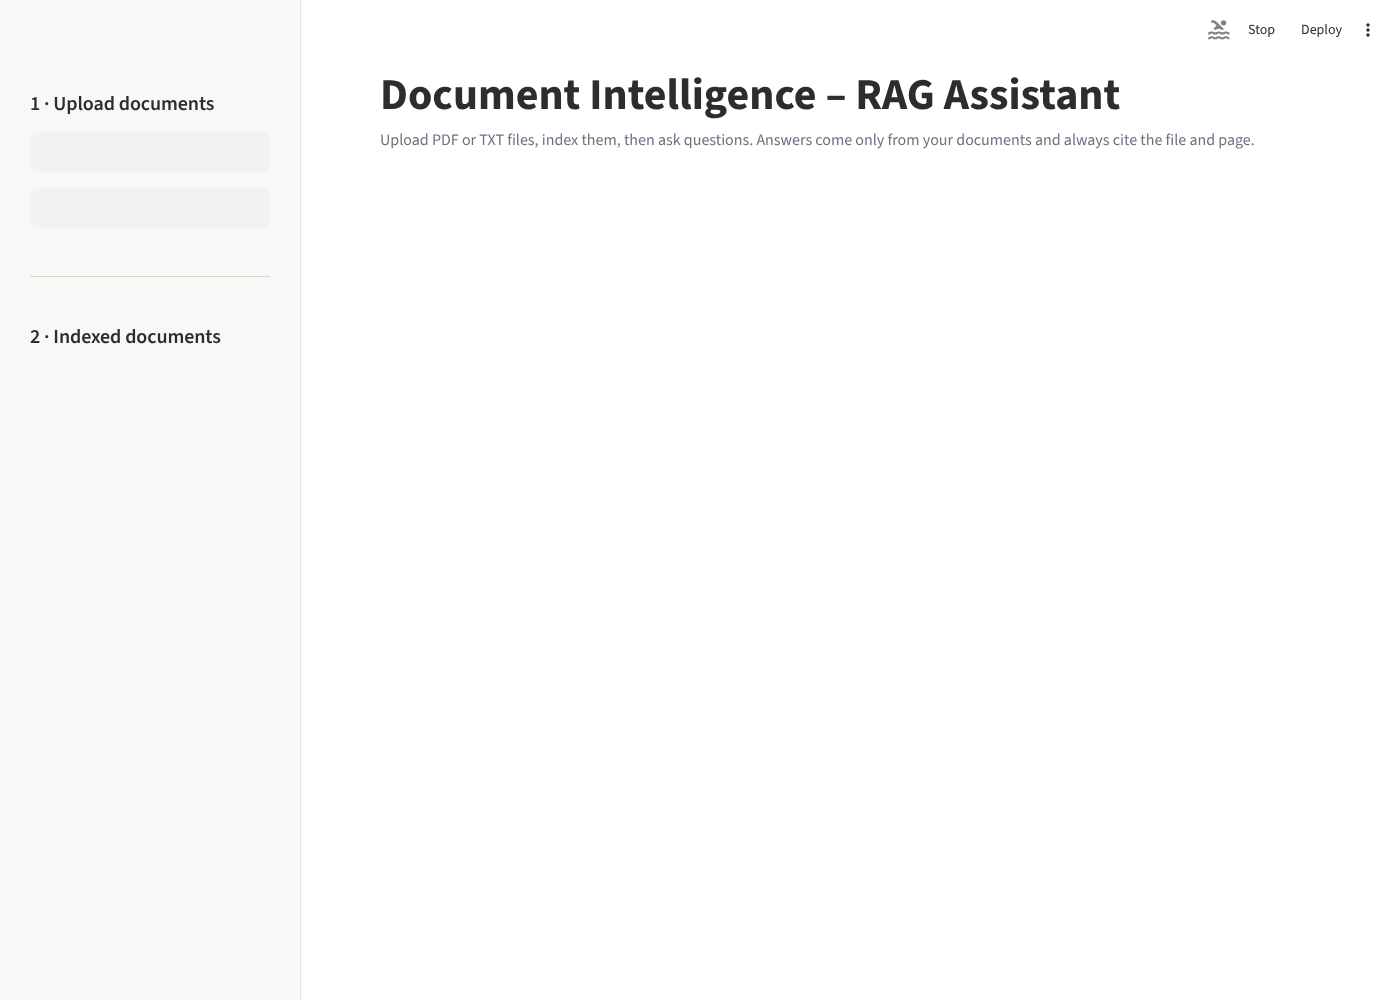 Stop
Deploy
1 · Upload documents
2 · Indexed documents
Document Intelligence – RAG Assistant
Upload PDF or TXT files, index them, then ask questions. Answers come only from your documents and always cite the file and page.